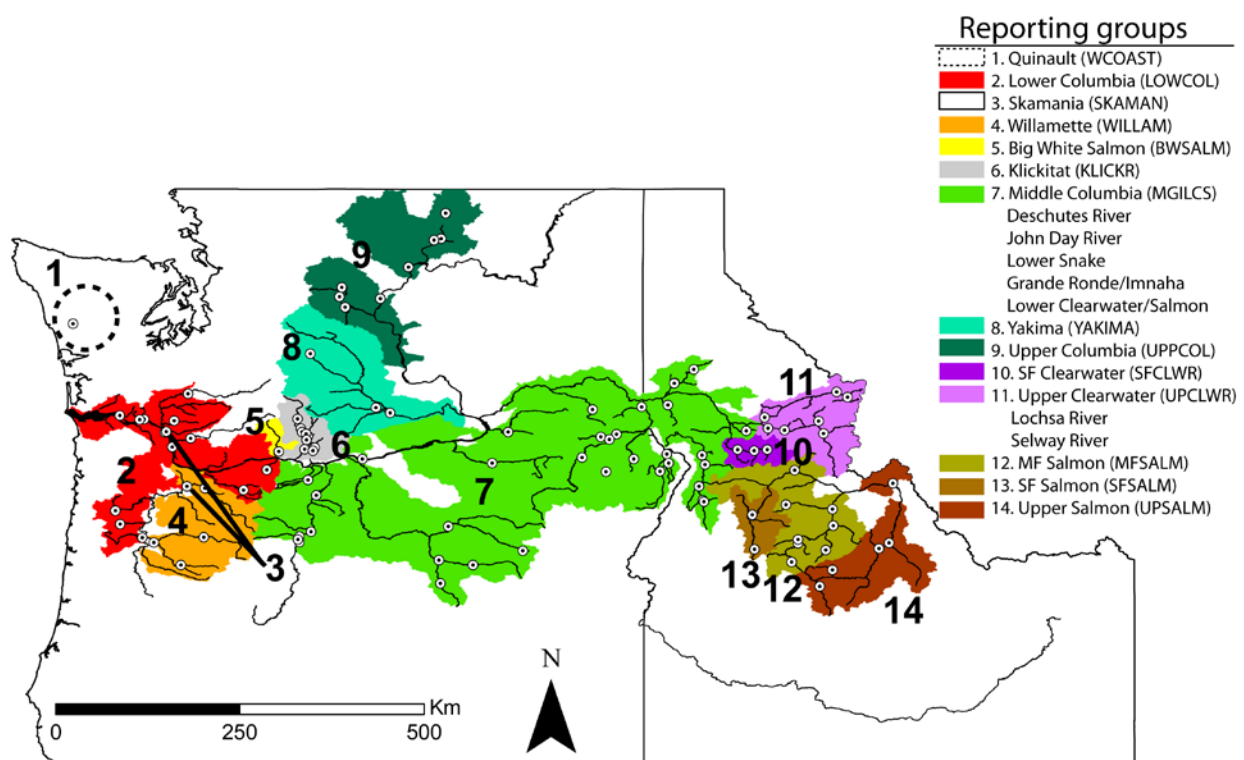 Reporting groups
1. Quinault (WCOAST)
2. Lower Columbia (LOWCOL)
3. Skamania (SKAMAN)
4. Willamette (WILLAM)
5. Big White Salmon (BWSALM)
6. Klickitat (KLICKR)
7. Middle Columbia (MGILCS)
Deschutes River
John Day River
Lower Snake
Grande Ronde/Imnaha
Lower Clearwater/Salmon
8. Yakima (YAKIMA)
9. Upper Columbia (UPPCOL)
10. SF Clearwater (SFCLWR)
11. Upper Clearwater (UPCLWR)
Lochsa River
Selway River
12. MF Salmon (MFSALM)
13. SF Salmon (SFSALM)
14. Upper Salmon (UPSALM)
9
1
8
11
5
6
10
2
7
4
3
13
12
14
N
Km
0
250
500